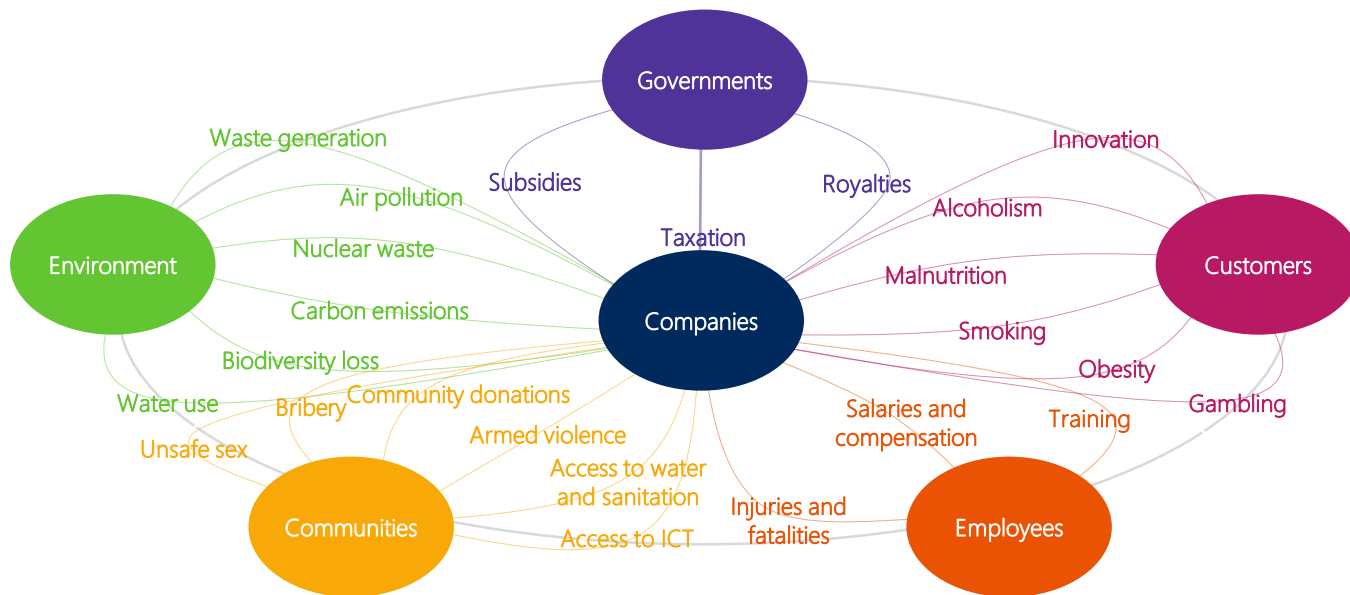 Governments
Waste generation
Innovation
Subsidies
Royalties
Air pollution
Alcoholism
Taxation
Nuclear waste
Environment
Malnutrition
Customers
Carbon emissions
Companies
Smoking
Biodiversity loss
Obesity
Water use
Bribery
Community donations
Salaries and
compensation
Training
Gambling
Unsafe sex
Armed violence
Access to water
and sanitation
Injuries and
fatalities
Communities
Access to ICT
Employees